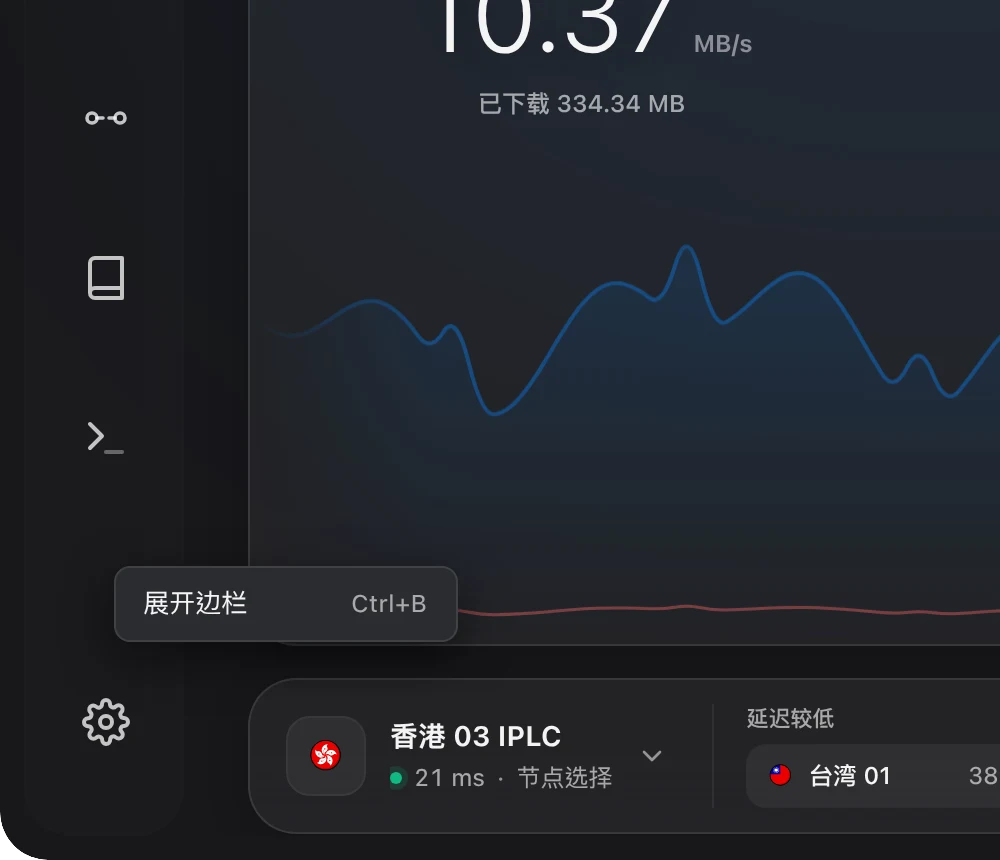 10.37 MB/s
已下载 334.34 MB
展开边栏 Ctrl+B
香港 03 IPLC
21 ms · 节点选择
延迟较低
台湾 01 38